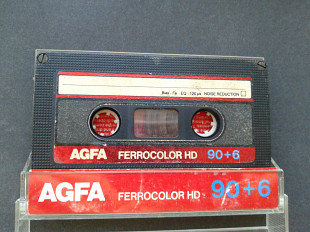 Bias - Fe EQ - 120 µs NOISE REDUCTION
AGFA FERROCOLOR HD 90+6
AGFA FERROCOLOR HD 90+6